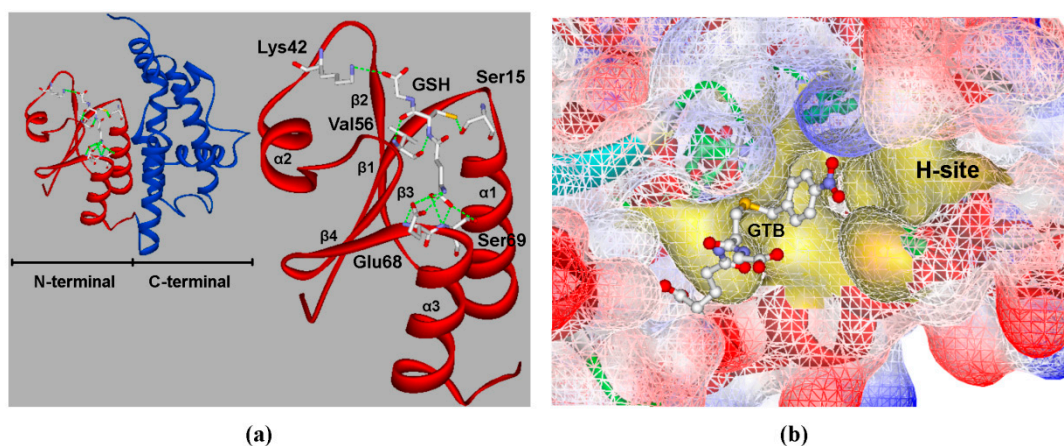 Lys42
GSH
Ser15
β2
Val56
α2
β1
β3
α1
β4
Ser69
Glu68
α3
N-terminal
C-terminal
H-site
GTB
(a)
(b)